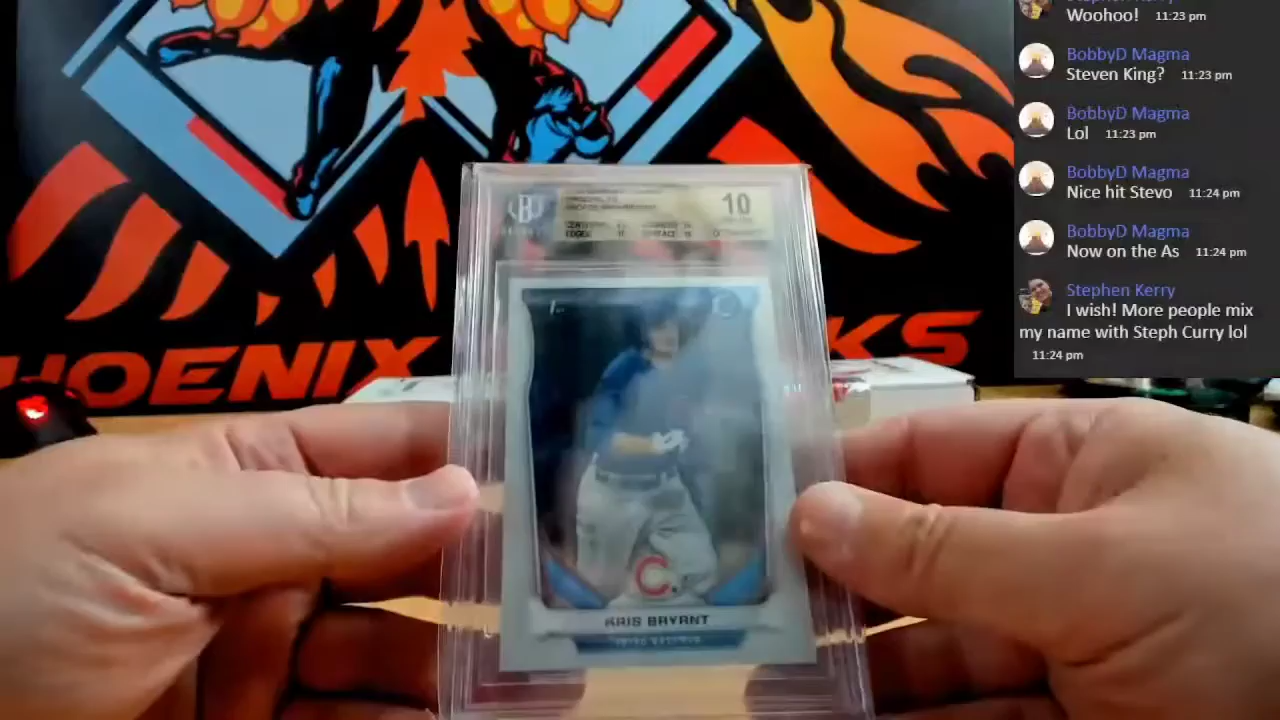 Woohoo! 11:23 pm
BobbyD Magma
Steven King? 11:23 pm
BobbyD Magma
Lol 11:23 pm
BobbyD Magma
Nice hit Stevo 11:24 pm
BobbyD Magma
Now on the As 11:24 pm
Stephen Kerry
I wish! More people mix
my name with Steph Curry lol
11:24 pm
10
HOENIX
KS
C
KRIS BRYANT